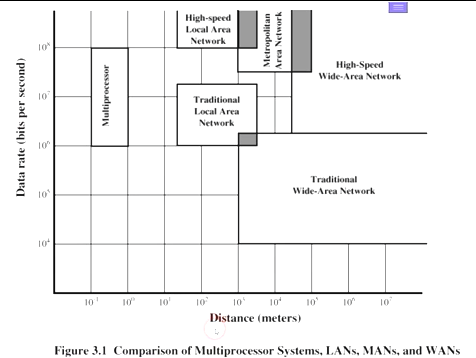 High-speed
Local Area
Network
Metropolitan
Area Network
High-Speed
Wide-Area Network
Multiprocessor
Traditional
Local Area
Network
Traditional
Wide-Area Network
Data rate (bits per second)
10⁸
10⁷
10⁶
10⁵
10⁴
10⁻¹ 10⁰ 10¹ 10² 10³ 10⁴ 10⁵ 10⁶ 10⁷
Distance (meters)
Figure 3.1 Comparison of Multiprocessor Systems, LANs, MANs, and WANs